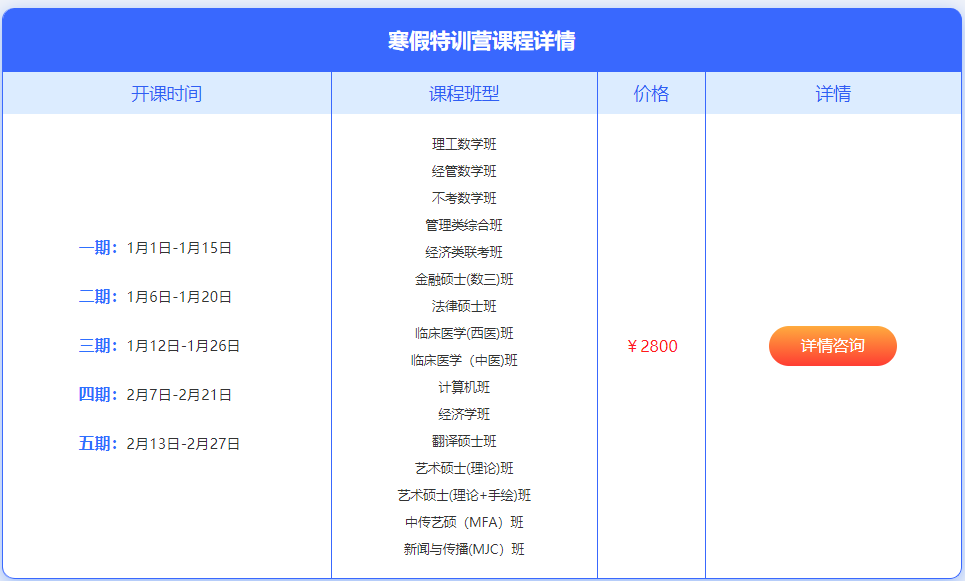 寒假特训营课程详情
开课时间
课程班型
价格
详情
一期：1月1日-1月15日
二期：1月6日-1月20日
三期：1月12日-1月26日
四期：2月7日-2月21日
五期：2月13日-2月27日
理工数学班
经管数学班
不考数学班
管理类综合班
经济类联考班
金融硕士(数三)班
法律硕士班
临床医学(西医)班
临床医学（中医)班
计算机班
经济学班
翻译硕士班
艺术硕士(理论)班
艺术硕士(理论+手绘)班
中传艺硕（MFA）班
新闻与传播(MJC）班
￥2800
详情咨询